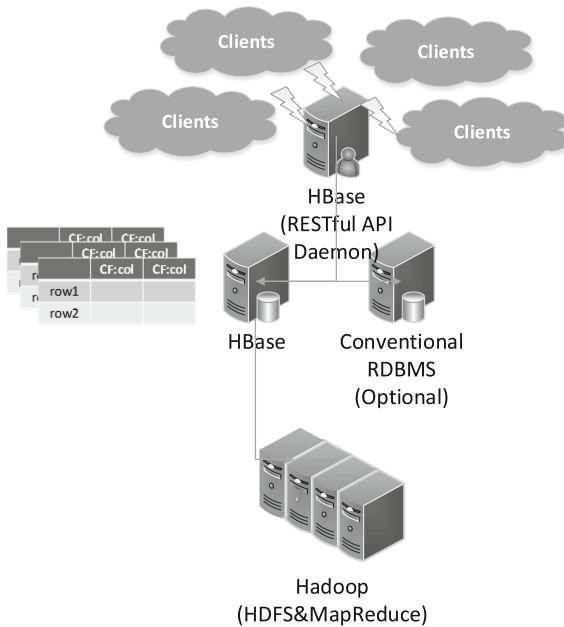 Clients
Clients
Clients
Clients
HBase
(RESTful API
Daemon)
CF:col CF:col
CF:col CF:col
CF:col CF:col
row1
row2
HBase
Conventional
RDBMS
(Optional)
Hadoop
(HDFS&MapReduce)